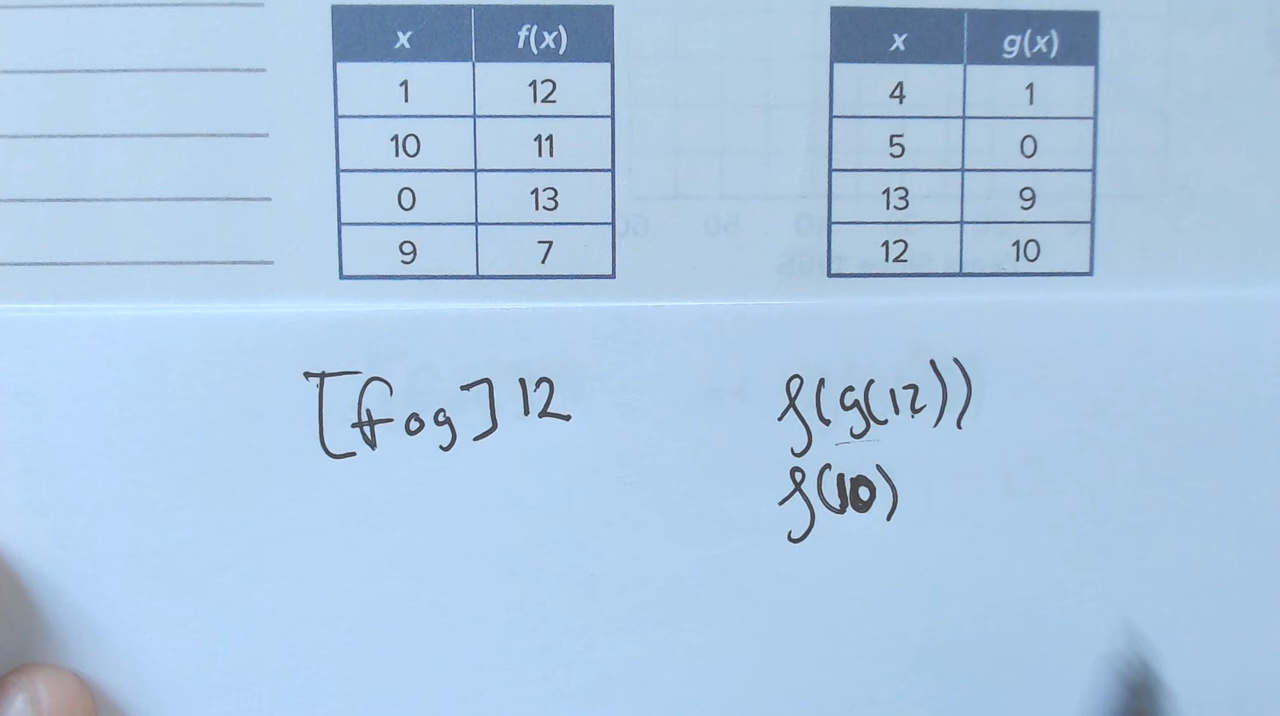 x f(x) x g(x)
1 12 4 1
10 11 5 0
0 13 13 9
9 7 12 10
[fog]12 f(g(12))
f(10)